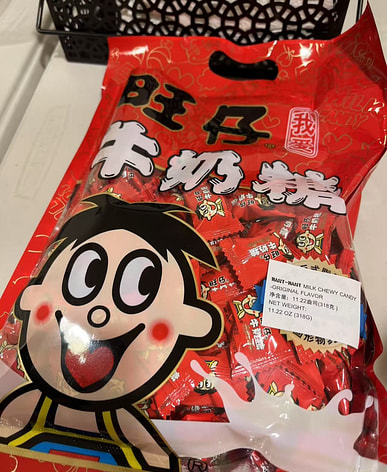 旺仔
我爱
牛奶糖
WANT-WANT MILK CHEWY CANDY
-ORIGINAL FLAVOR
净含量: 11.22盎司(318克)
NET WEIGHT:
11.22 OZ (318G)